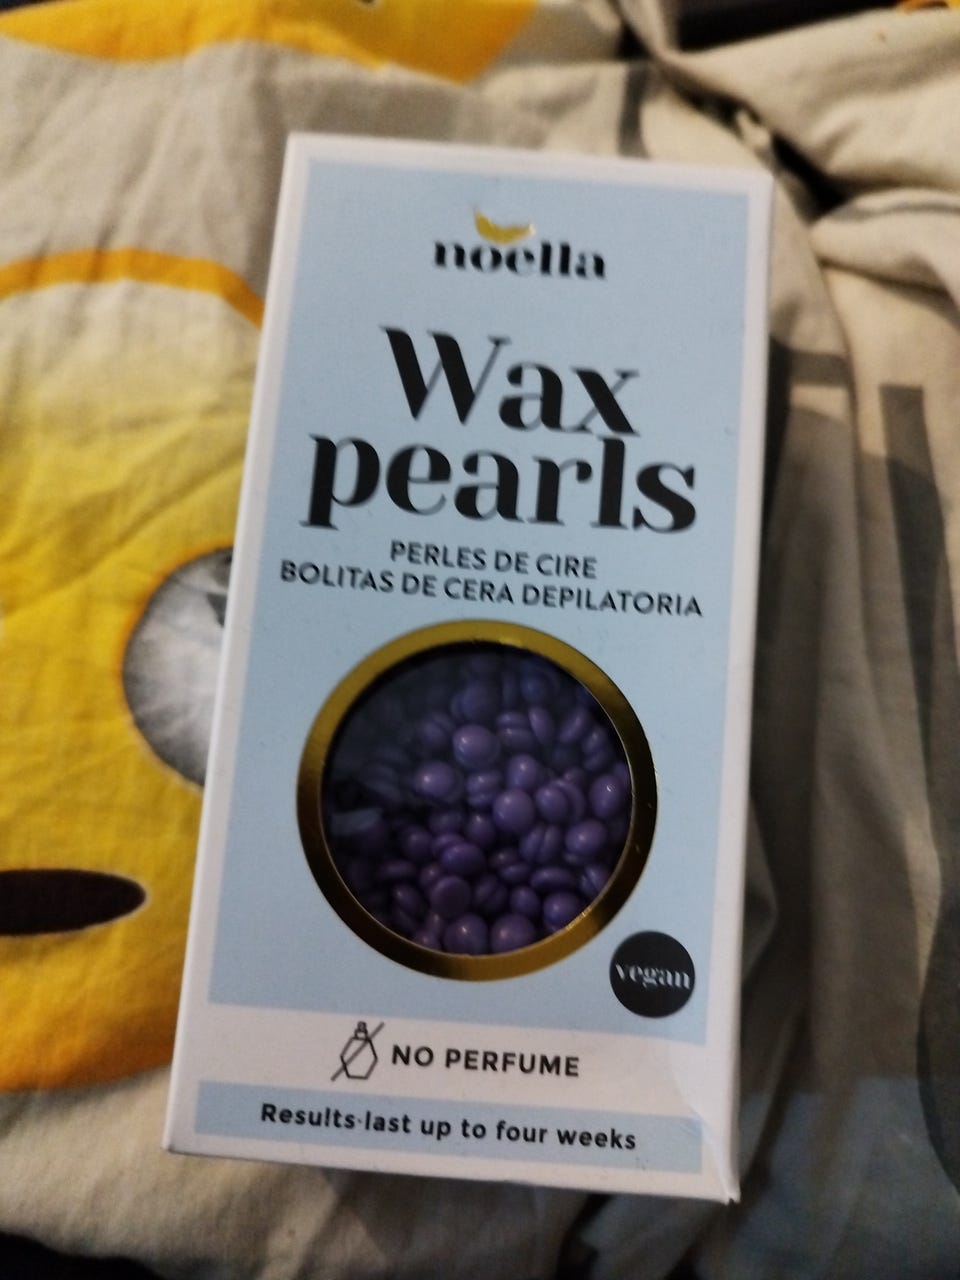 noella
Wax
pearls
PERLES DE CIRE
BOLITAS DE CERA DEPILATORIA
vegan
NO PERFUME
Results last up to four weeks